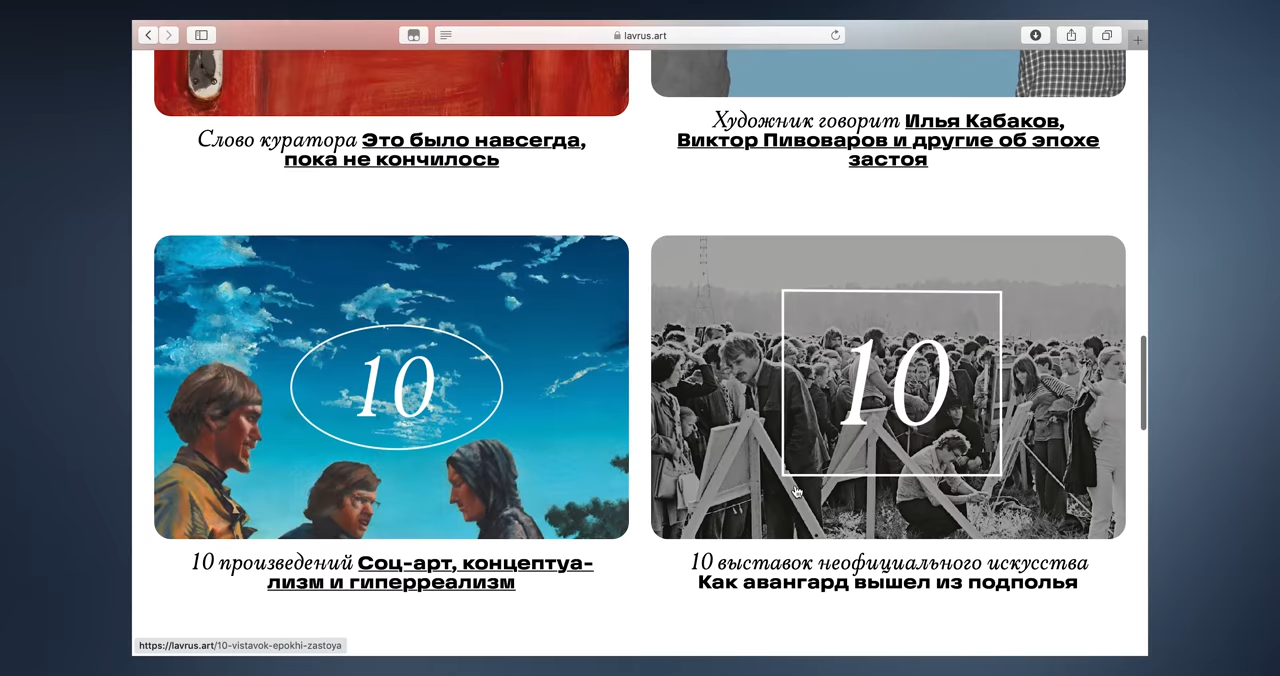 lavrus.art
Слово куратора Это было навсегда,
пока не кончилось
Художник говорит Илья Кабаков,
Виктор Пивоваров и другие об эпохе
застоя
10
10
10 произведений Соц-арт, концептуа-
лизм и гиперреализм
10 выставок неофициального искусства
Как авангард вышел из подполья
https://lavrus.art/10-vistavok-epokhi-zastoya